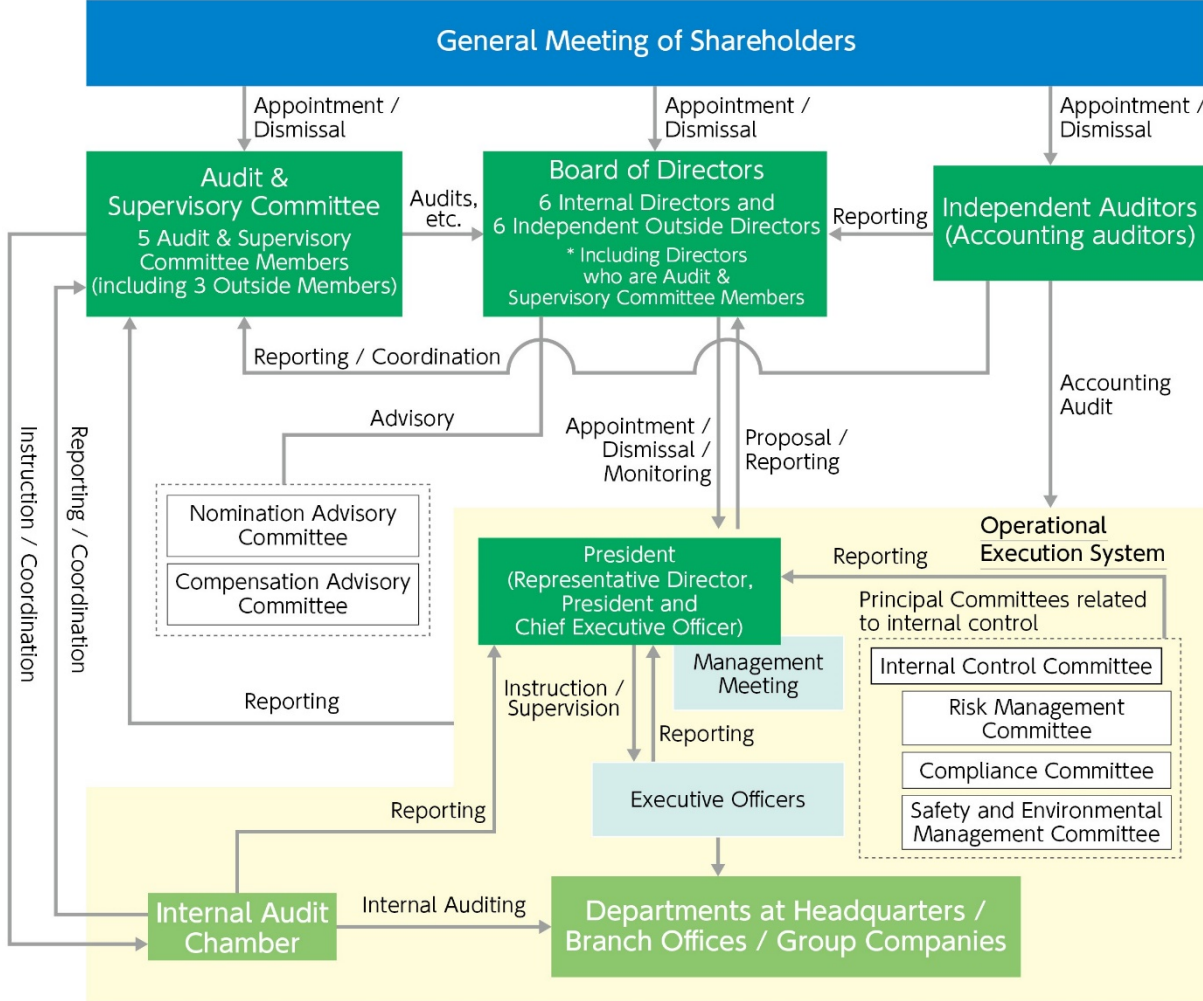 General Meeting of Shareholders
Appointment /
Dismissal
Appointment /
Dismissal
Appointment /
Dismissal
Audit &
Supervisory Committee
5 Audit & Supervisory
Committee Members
(including 3 Outside Members)
Audits,
etc.
Board of Directors
6 Internal Directors and
6 Independent Outside Directors
* Including Directors
who are Audit &
Supervisory Committee Members
Reporting
Independent Auditors
(Accounting auditors)
Reporting / Coordination
Accounting
Audit
Advisory
Appointment /
Dismissal /
Monitoring
Proposal /
Reporting
Instruction / Coordination
Reporting / Coordination
Nomination Advisory
Committee
Compensation Advisory
Committee
Operational
Execution System
President
(Representative Director,
President and
Chief Executive Officer)
Reporting
Principal Committees related
to internal control
Management
Meeting
Internal Control Committee
Risk Management
Committee
Compliance Committee
Safety and Environmental
Management Committee
Reporting
Instruction /
Supervision
Reporting
Executive Officers
Reporting
Internal Audit
Chamber
Internal Auditing
Departments at Headquarters /
Branch Offices / Group Companies